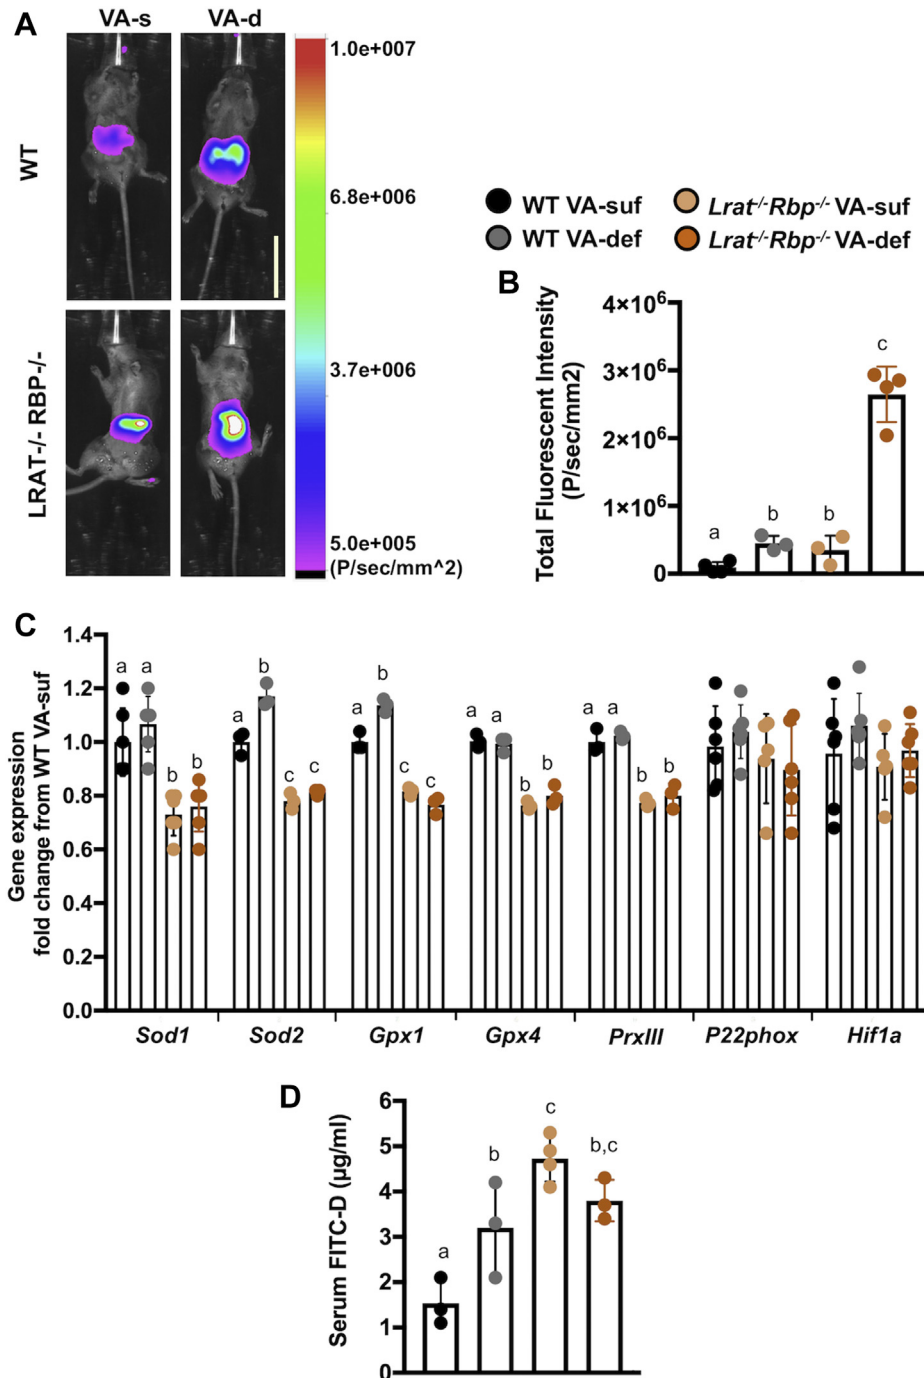 A
VA-s
VA-d
WT
LRAT-/- RBP-/-
1.0e+007
6.8e+006
3.7e+006
5.0e+005
(P/sec/mm^2)
WT VA-suf
WT VA-def
Lrat-/-Rbp-/- VA-suf
Lrat-/-Rbp-/- VA-def
B
Total Fluorescent Intensity
(P/sec/mm2)
4×10⁶
3×10⁶
2×10⁶
1×10⁶
0
a
b
b
c
C
Gene expression
fold change from WT VA-suf
1.4
1.2
1.0
0.8
0.6
0.4
0.2
0.0
a a b b
a b c c
a b c c
a a b b
a a b b
Sod1
Sod2
Gpx1
Gpx4
PrxIII
P22phox
Hif1a
D
Serum FITC-D (µg/ml)
6
5
4
3
2
1
0
a
b
c
b,c